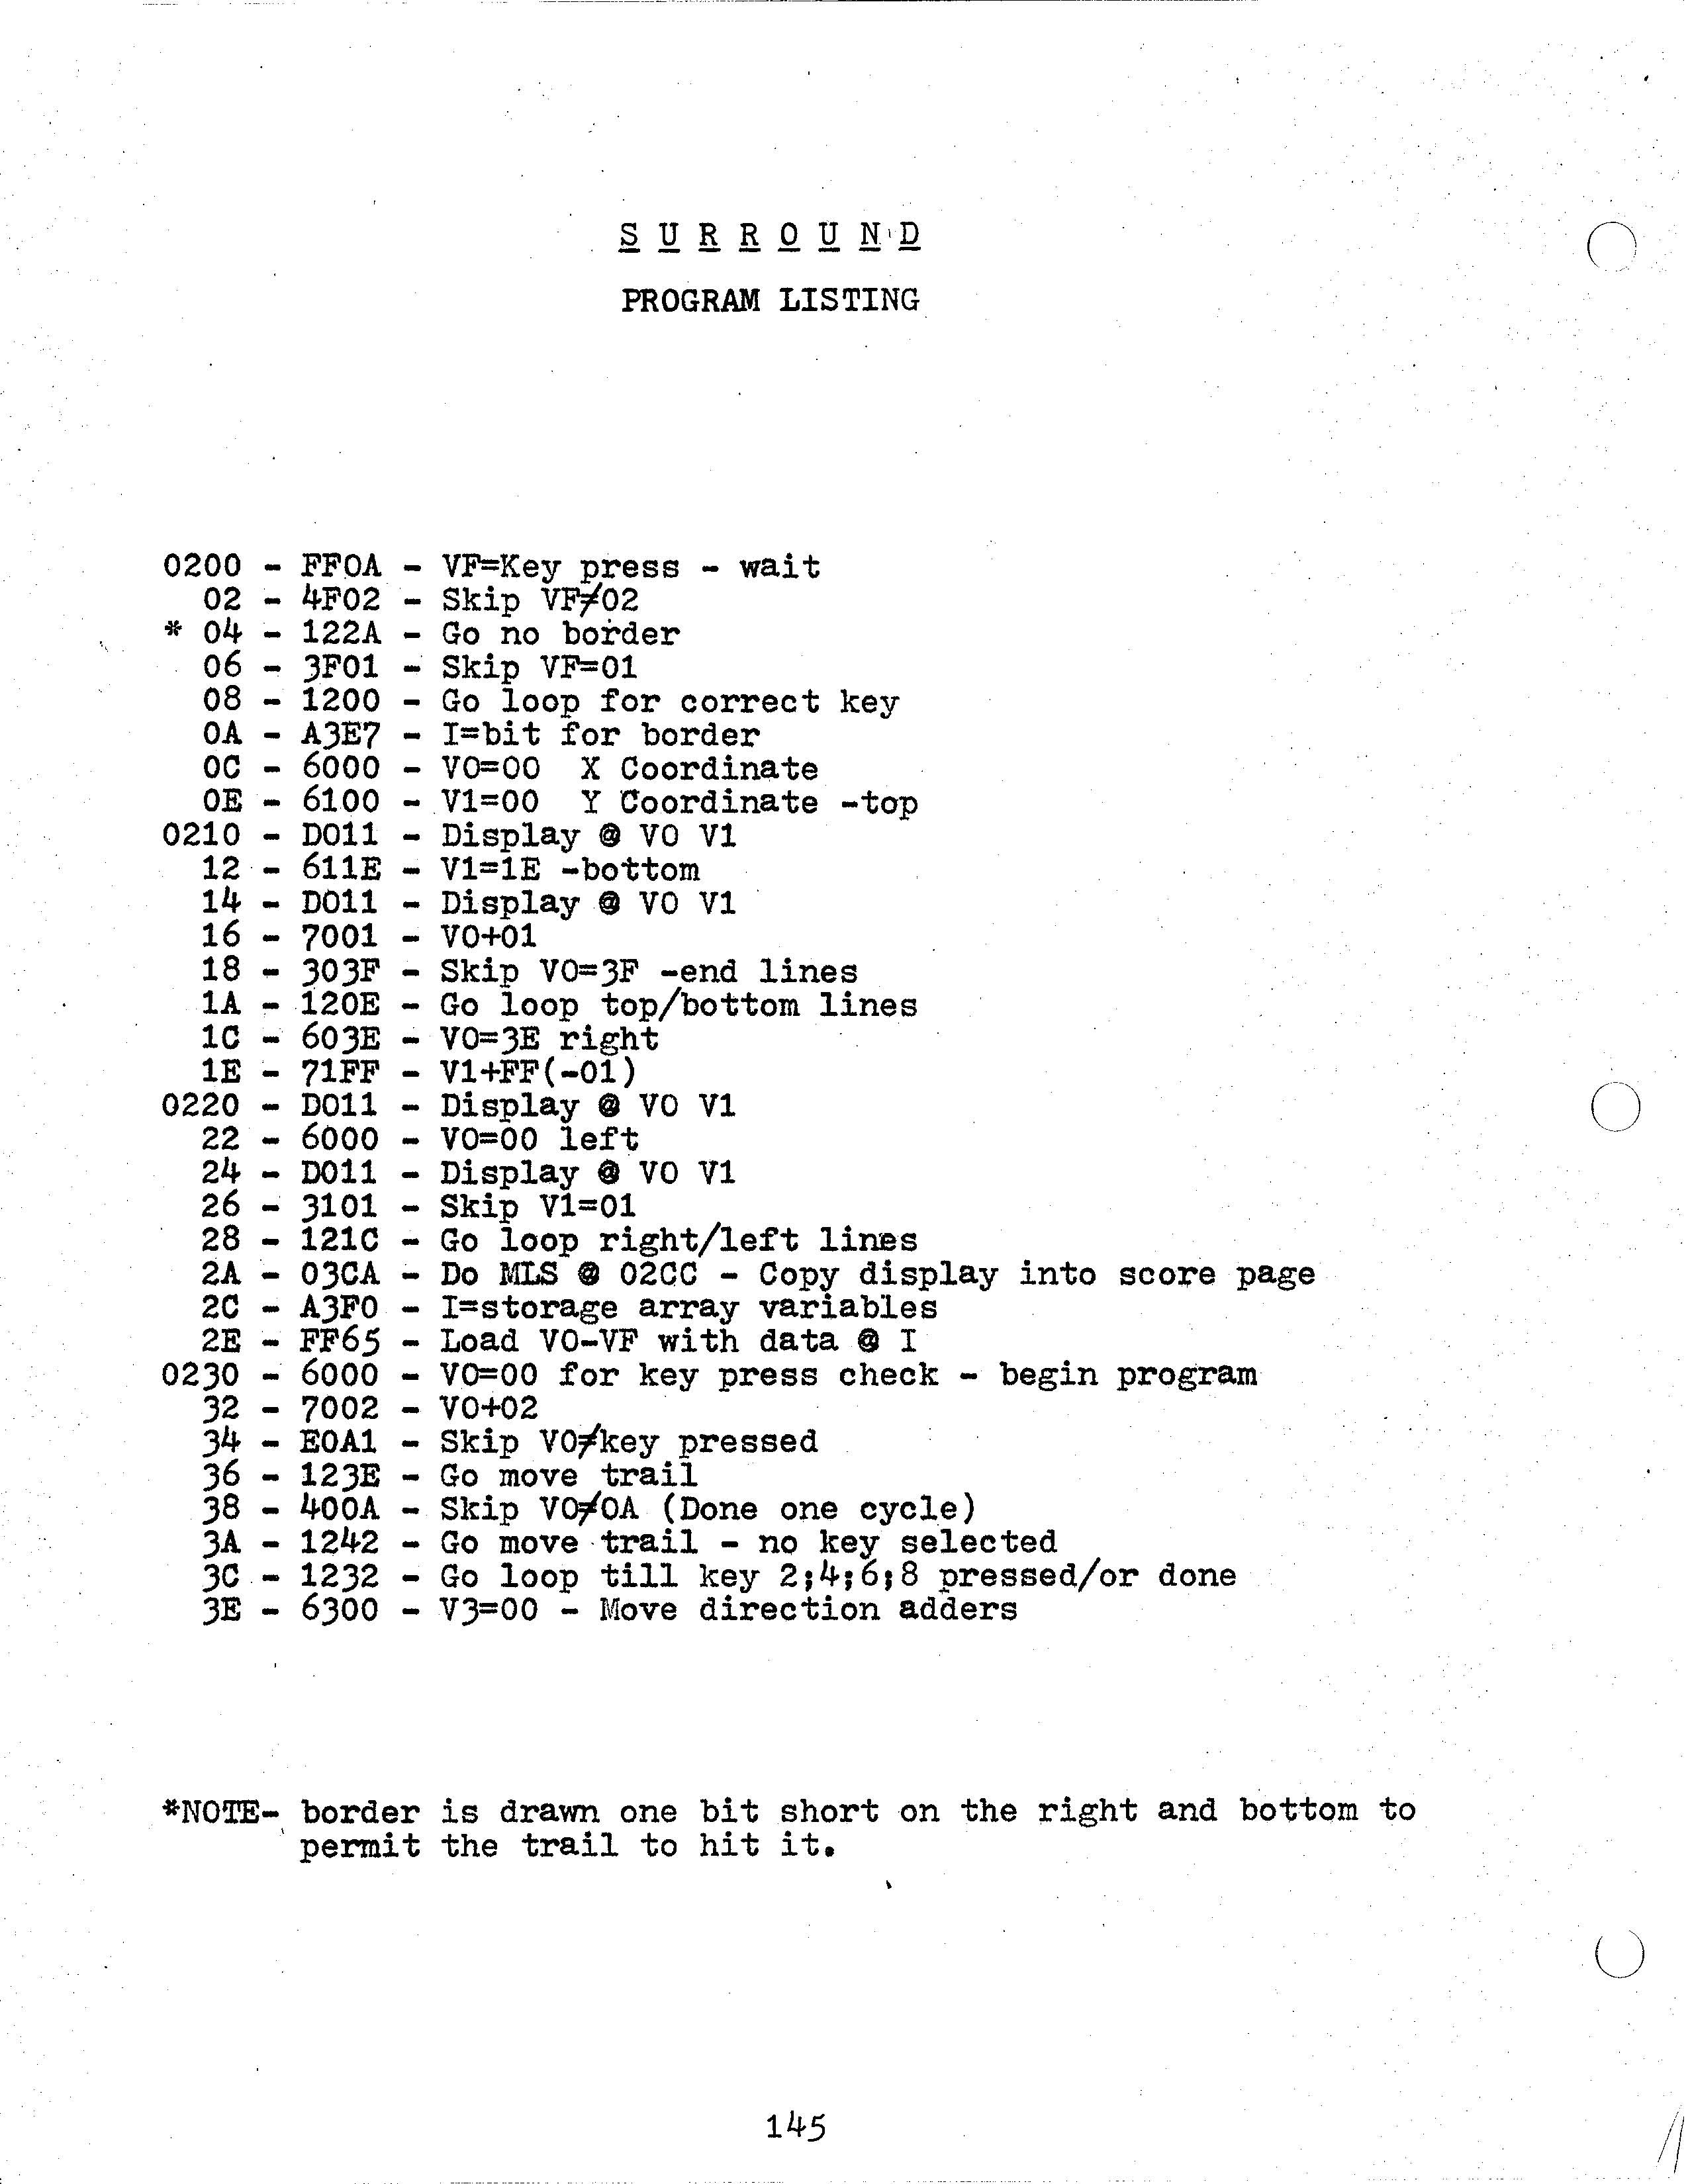 S U R R O U N D
PROGRAM LISTING
0200 - FF0A - VF=Key press - wait
02 - 4F02 - Skip VF≠02
* 04 - 122A - Go no border
06 - 3F01 - Skip VF=01
08 - 1200 - Go loop for correct key
0A - A3E7 - I=bit for border
0C - 6000 - V0=00 X Coordinate
0E - 6100 - V1=00 Y Coordinate -top
0210 - D011 - Display @ V0 V1
12 - 611E - V1=1E -bottom
14 - D011 - Display @ V0 V1
16 - 7001 - V0+01
18 - 303F - Skip V0=3F -end lines
1A - 120E - Go loop top/bottom lines
1C - 603E - V0=3E right
1E - 71FF - V1+FF(-01)
0220 - D011 - Display @ V0 V1
22 - 6000 - V0=00 left
24 - D011 - Display @ V0 V1
26 - 3101 - Skip V1=01
28 - 121C - Go loop right/left lines
2A - 03CA - Do MLS @ 02CC - Copy display into score page
2C - A3F0 - I=storage array variables
2E - FF65 - Load V0-VF with data @ I
0230 - 6000 - V0=00 for key press check - begin program
32 - 7002 - V0+02
34 - E0A1 - Skip V0≠key pressed
36 - 123E - Go move trail
38 - 400A - Skip V0≠0A (Done one cycle)
3A - 1242 - Go move trail - no key selected
3C - 1232 - Go loop till key 2;4;6;8 pressed/or done
3E - 6300 - V3=00 - Move direction adders
*NOTE- border is drawn one bit short on the right and bottom to
permit the trail to hit it.
145